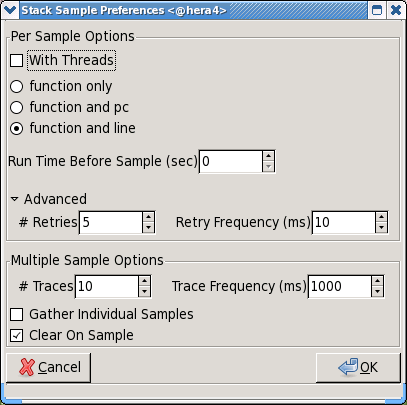 Stack Sample Preferences <@hera4>
Per Sample Options
With Threads
function only
function and pc
function and line
Run Time Before Sample (sec) 0
Advanced
# Retries 5 Retry Frequency (ms) 10
Multiple Sample Options
# Traces 10 Trace Frequency (ms) 1000
Gather Individual Samples
Clear On Sample
Cancel OK